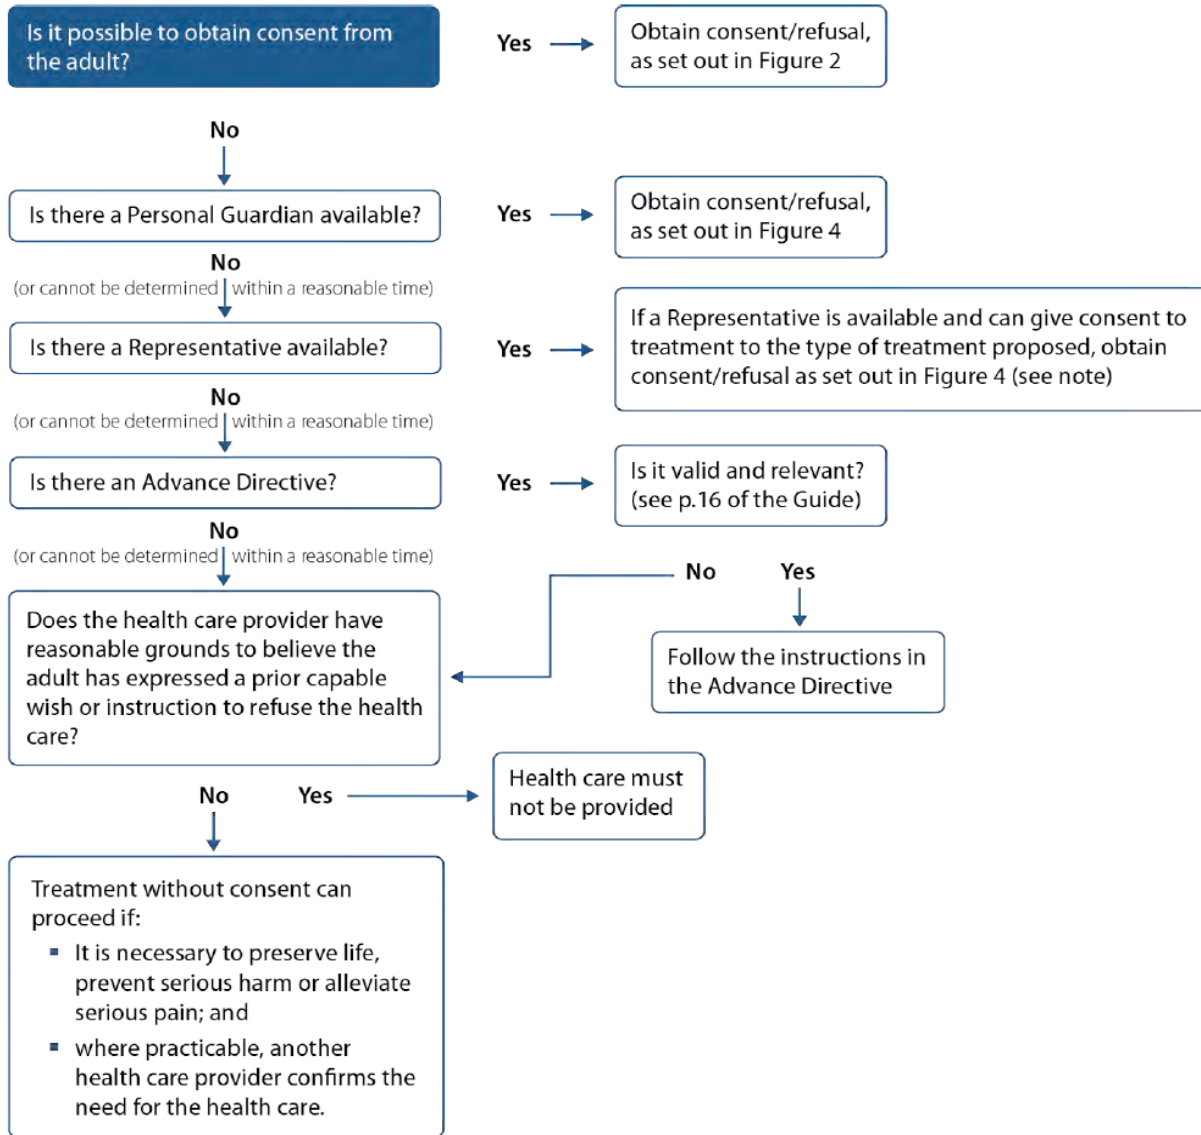 Is it possible to obtain consent from
the adult?
Yes
Obtain consent/refusal,
as set out in Figure 2
No
Is there a Personal Guardian available?
Yes
Obtain consent/refusal,
as set out in Figure 4
No
(or cannot be determined within a reasonable time)
Is there a Representative available?
Yes
If a Representative is available and can give consent to
treatment to the type of treatment proposed, obtain
consent/refusal as set out in Figure 4 (see note)
No
(or cannot be determined within a reasonable time)
Is there an Advance Directive?
Yes
Is it valid and relevant?
(see p.16 of the Guide)
No
(or cannot be determined within a reasonable time)
No Yes
Follow the instructions in
the Advance Directive
Does the health care provider have
reasonable grounds to believe the
adult has expressed a prior capable
wish or instruction to refuse the health
care?
No Yes
Health care must
not be provided
Treatment without consent can
proceed if:
▪ It is necessary to preserve life,
prevent serious harm or alleviate
serious pain; and
▪ where practicable, another
health care provider confirms the
need for the health care.